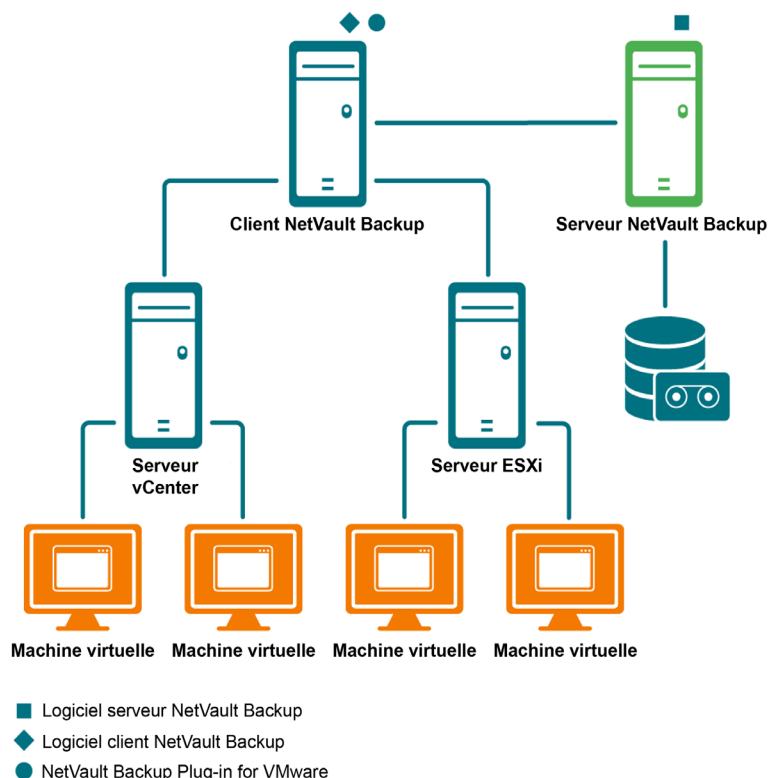 Client NetVault Backup
Serveur NetVault Backup
Serveur
vCenter
Serveur ESXi
Machine virtuelle
Machine virtuelle
Machine virtuelle
Machine virtuelle
Logiciel serveur NetVault Backup
Logiciel client NetVault Backup
NetVault Backup Plug-in for VMware